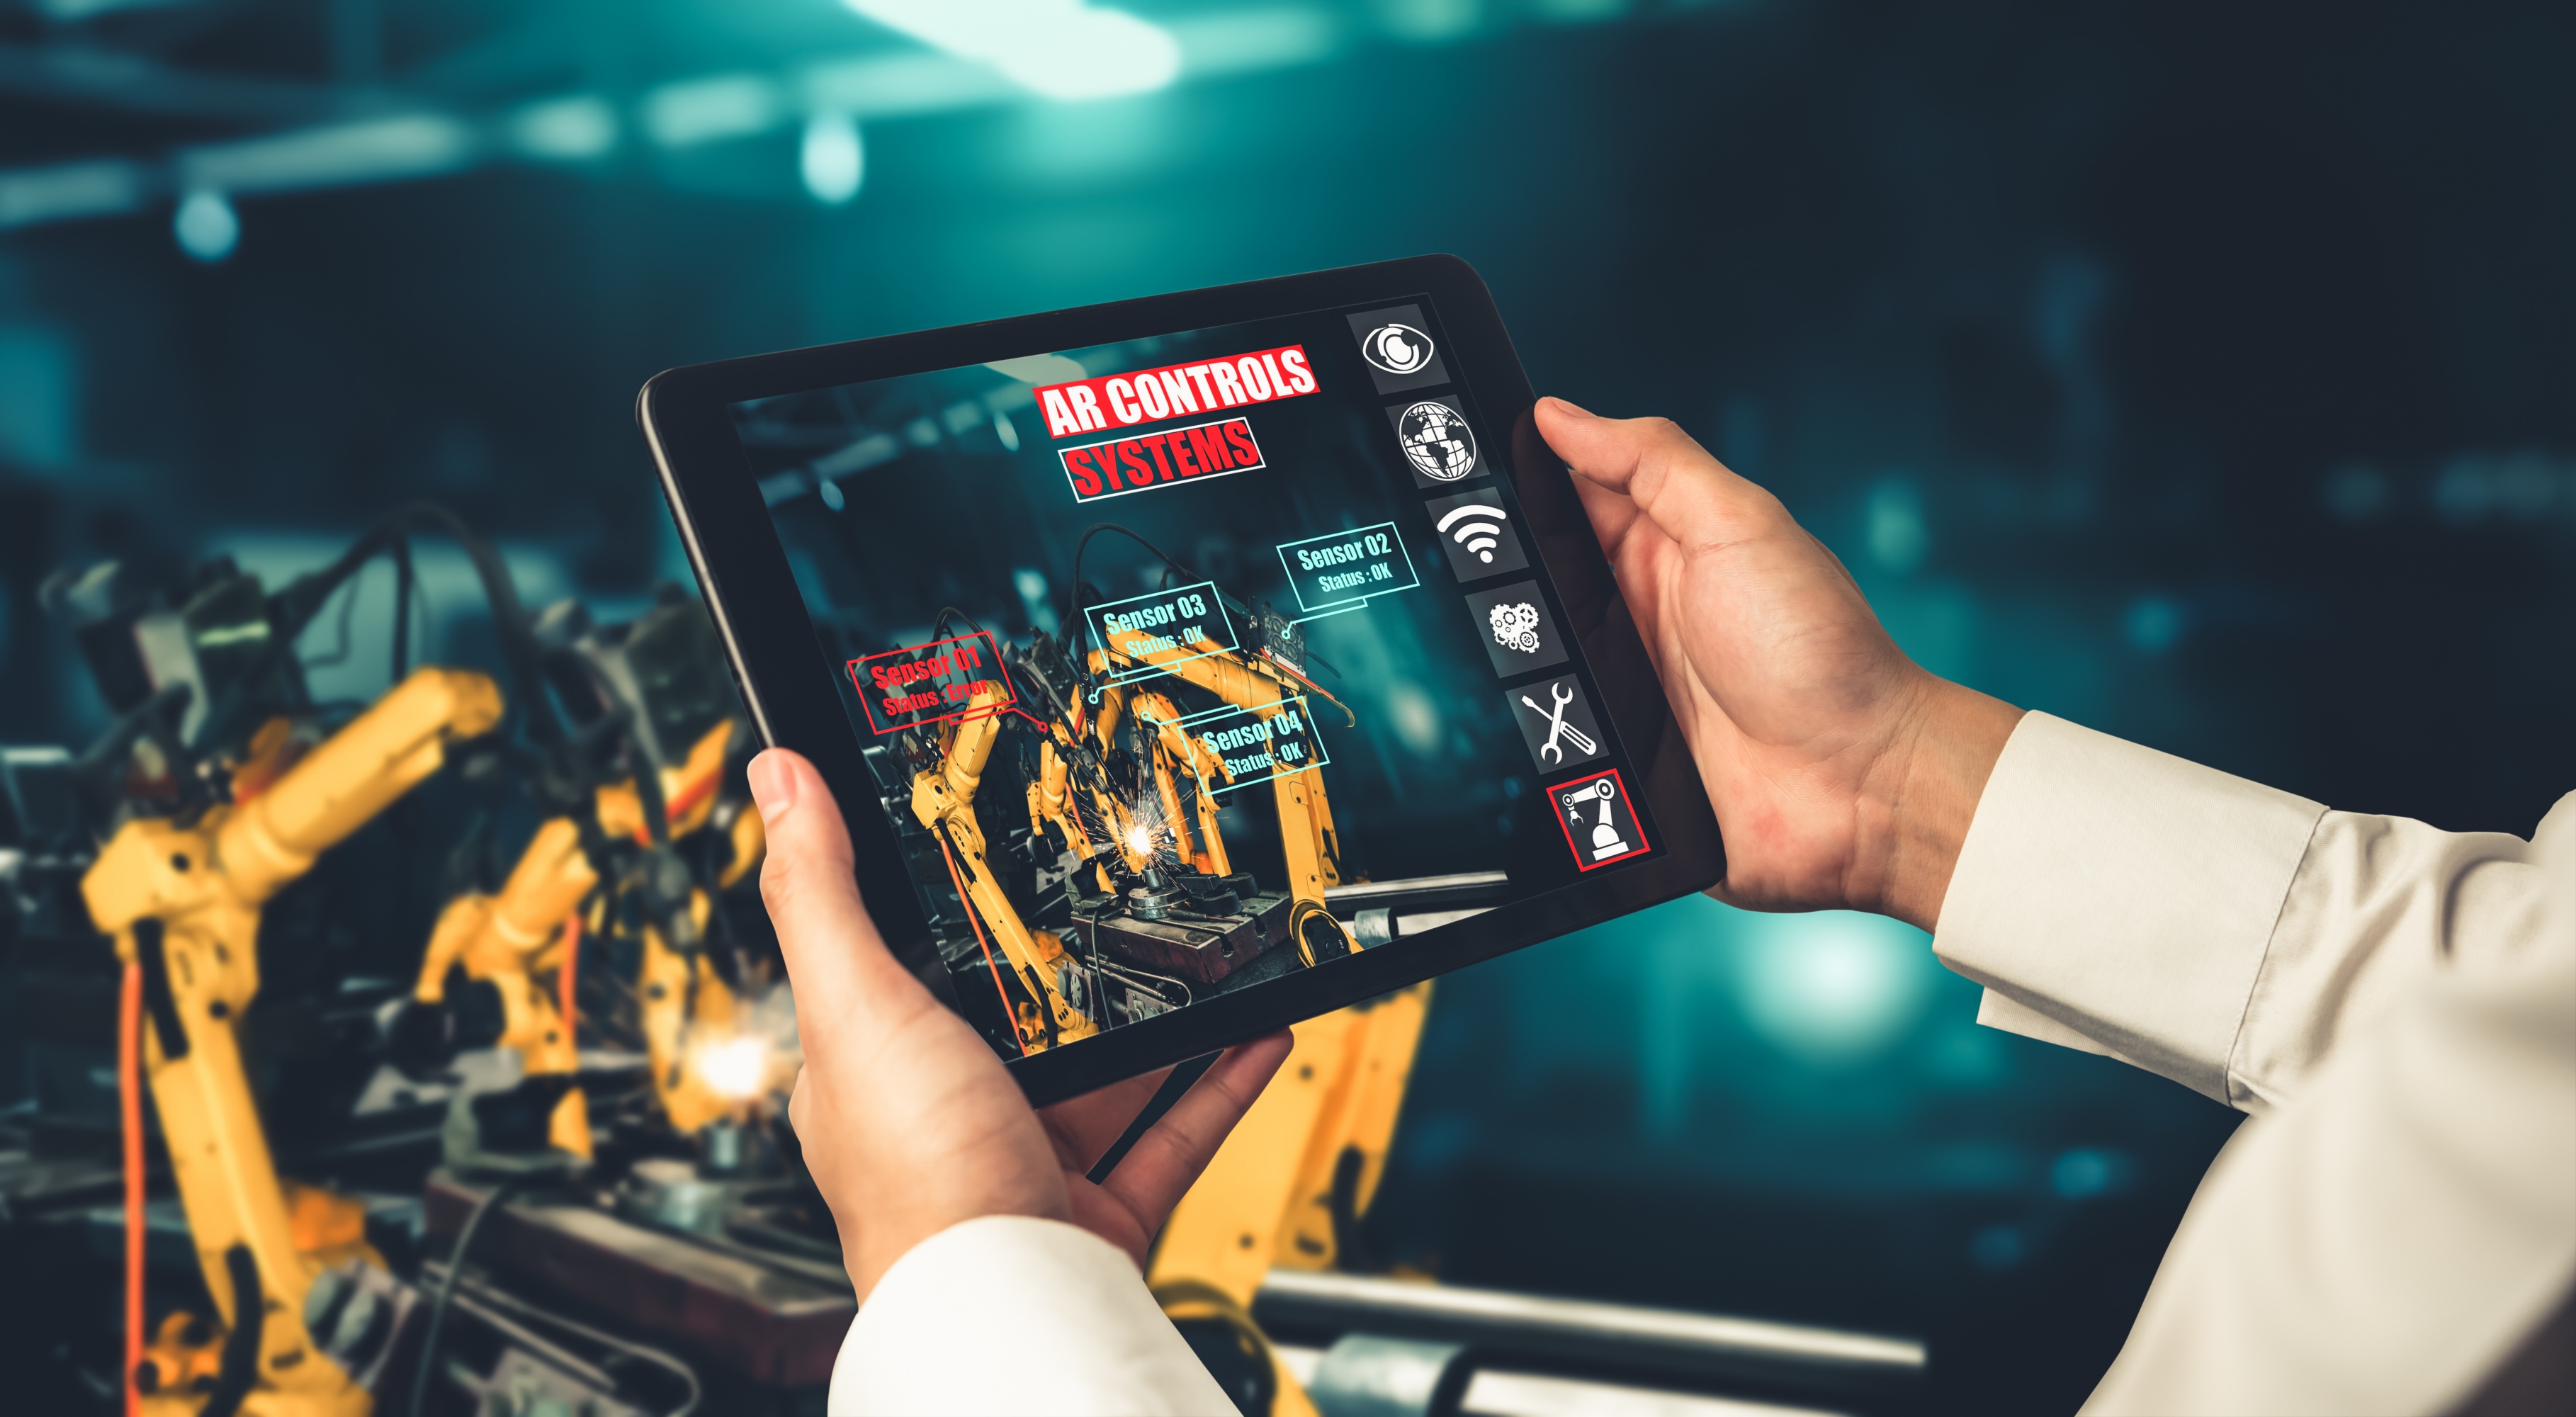 AR CONTROLS
SYSTEMS
Sensor 02
Status : OK
Sensor 03
Status : OK
Sensor 01
Status : Error
Sensor 04
Status : OK